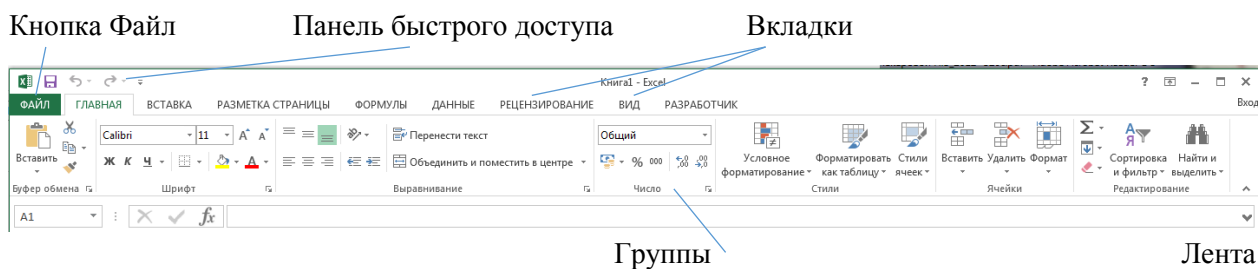 Кнопка Файл Панель быстрого доступа Вкладки
Книга1 - Excel ?
ФАЙЛ ГЛАВНАЯ ВСТАВКА РАЗМЕТКА СТРАНИЦЫ ФОРМУЛЫ ДАННЫЕ РЕЦЕНЗИРОВАНИЕ ВИД РАЗРАБОТЧИК Вход
Calibri 11 A A Перенести текст Общий
Вставить Ж К Ч А Объединить и поместить в центре % 000 ,00 ,00 Условное форматирование Форматировать как таблицу Стили ячеек Вставить Удалить Формат Сортировка и фильтр Найти и выделить
Буфер обмена Шрифт Выравнивание Число Стили Ячейки Редактирование
A1 fx
Группы Лента